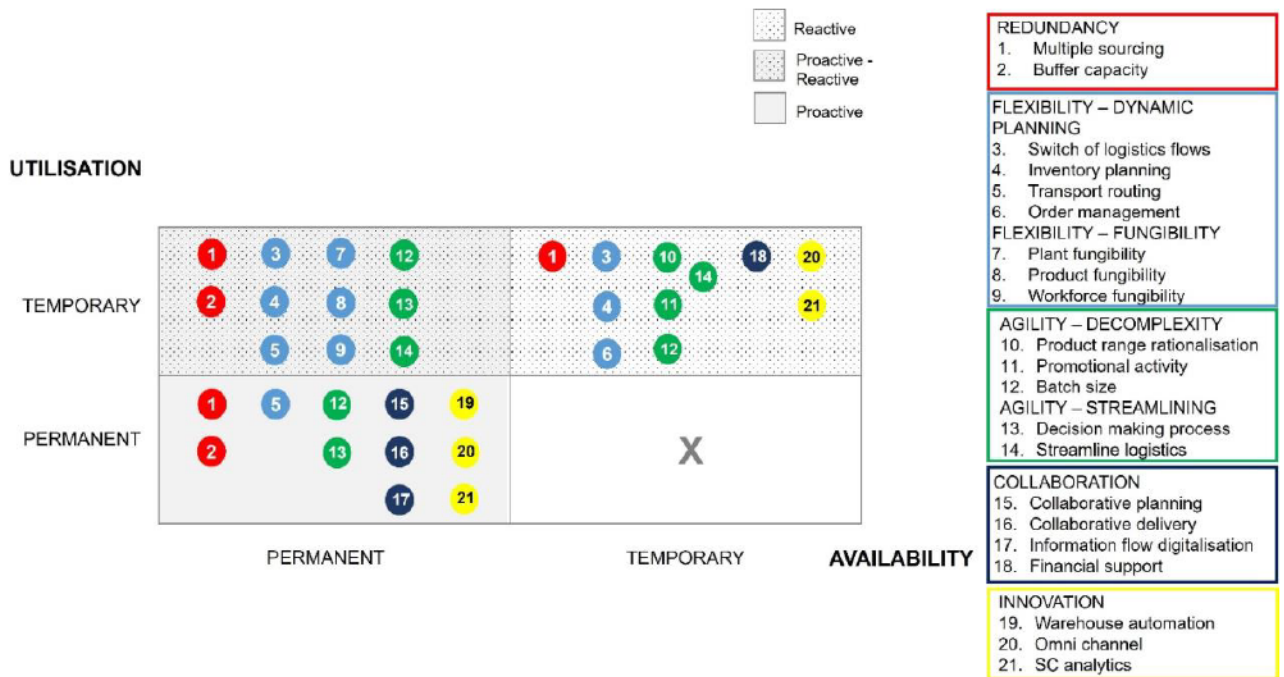 Reactive
Proactive -
Reactive
Proactive
UTILISATION
TEMPORARY
1 3 7 12
2 4 8 13
5 9 14
1 3 10 18 20
14
4 11 21
6 12
PERMANENT
1 5 12 15 19
2 13 16 20
17 21
X
PERMANENT
TEMPORARY
AVAILABILITY
REDUNDANCY
1. Multiple sourcing
2. Buffer capacity
FLEXIBILITY – DYNAMIC
PLANNING
3. Switch of logistics flows
4. Inventory planning
5. Transport routing
6. Order management
FLEXIBILITY – FUNGIBILITY
7. Plant fungibility
8. Product fungibility
9. Workforce fungibility
AGILITY – DECOMPLEXITY
10. Product range rationalisation
11. Promotional activity
12. Batch size
AGILITY – STREAMLINING
13. Decision making process
14. Streamline logistics
COLLABORATION
15. Collaborative planning
16. Collaborative delivery
17. Information flow digitalisation
18. Financial support
INNOVATION
19. Warehouse automation
20. Omni channel
21. SC analytics